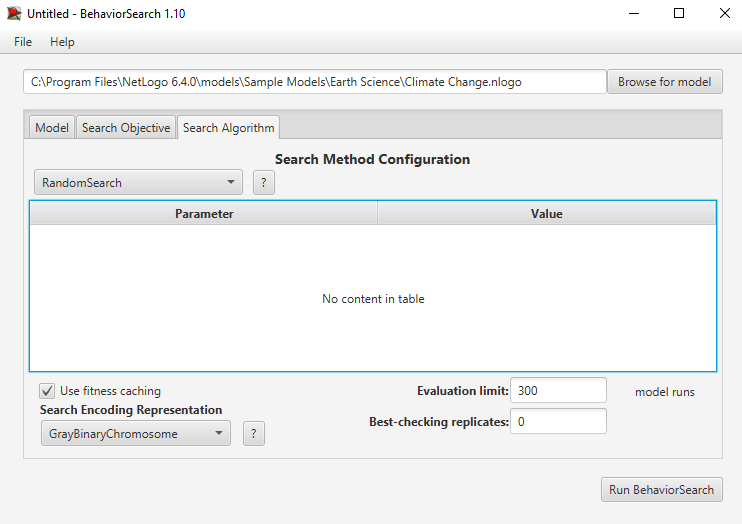 Untitled - BehaviorSearch 1.10
File Help
C:\Program Files\NetLogo 6.4.0\models\Sample Models\Earth Science\Climate Change.nlogo Browse for model
Model Search Objective Search Algorithm
Search Method Configuration
RandomSearch ?
Parameter Value
No content in table
Use fitness caching Evaluation limit: 300 model runs
Search Encoding Representation Best-checking replicates: 0
GrayBinaryChromosome ?
Run BehaviorSearch